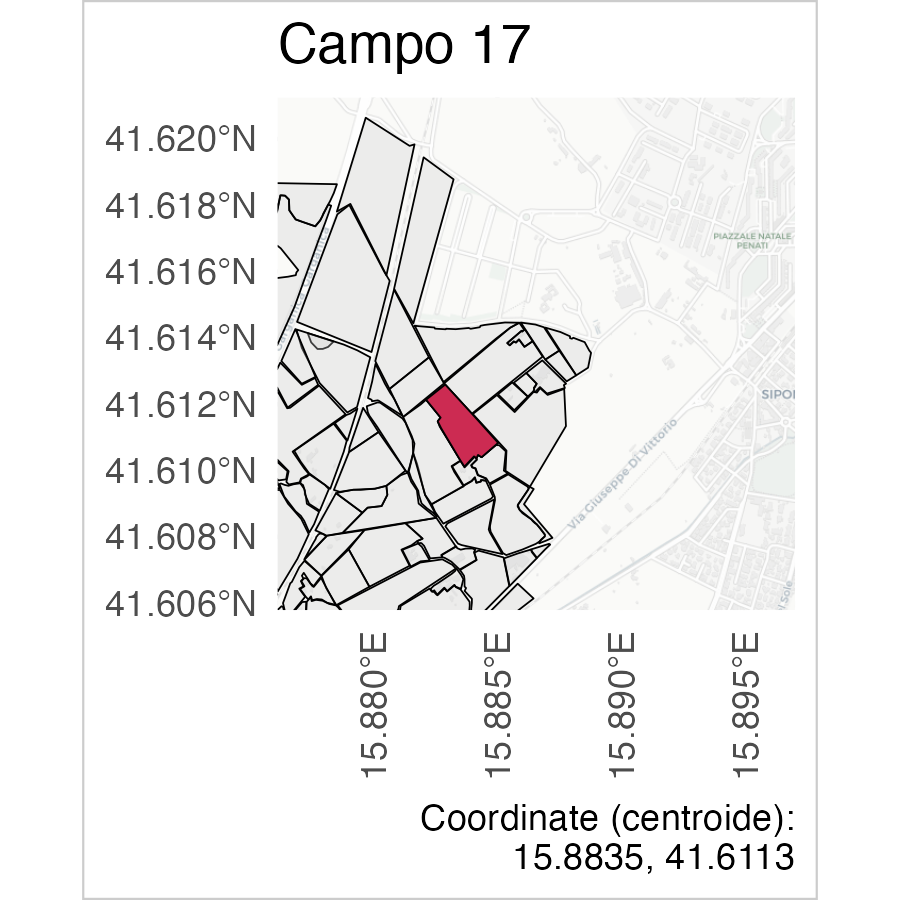 Campo 17
41.620°N
41.618°N
41.616°N
41.614°N
41.612°N
41.610°N
41.608°N
41.606°N
PIAZZALE NATALE
PENATI
SIPO
Via Giuseppe Di Vittorio
l Sole
15.880°E
15.885°E
15.890°E
15.895°E
Coordinate (centroide):
15.8835, 41.6113